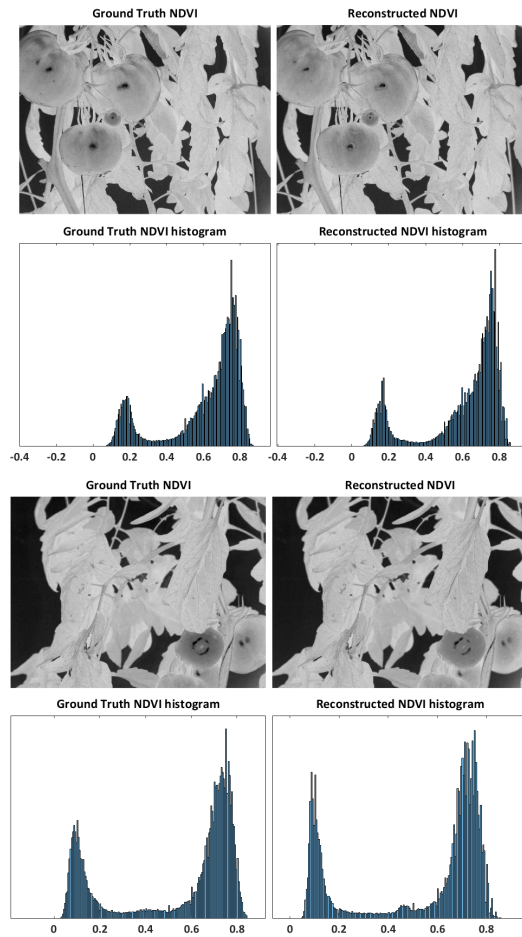 Ground Truth NDVI Reconstructed NDVI
Ground Truth NDVI histogram Reconstructed NDVI histogram
-0.4 -0.2 0 0.2 0.4 0.6 0.8 -0.4 -0.2 0 0.2 0.4 0.6 0.8
Ground Truth NDVI Reconstructed NDVI
Ground Truth NDVI histogram Reconstructed NDVI histogram
0 0.2 0.4 0.6 0.8 0 0.2 0.4 0.6 0.8